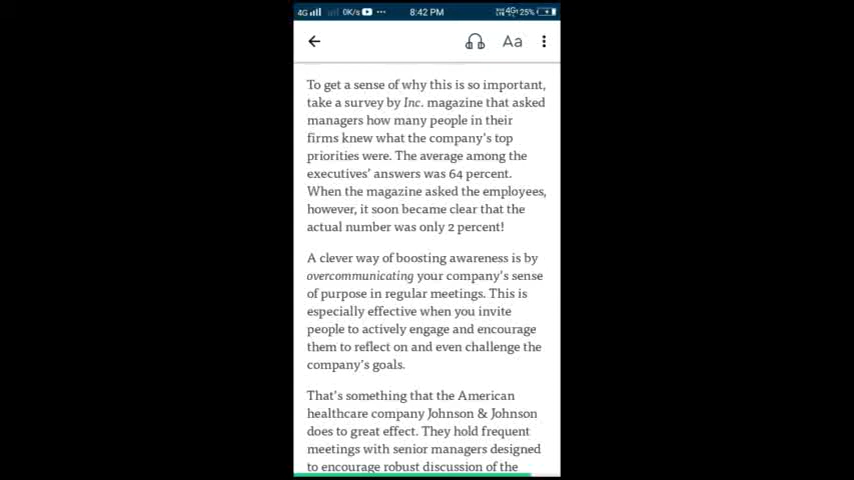 4G 0K/s ••• 8:42 PM 4G 25%
Aa
To get a sense of why this is so important,
take a survey by Inc. magazine that asked
managers how many people in their
firms knew what the company's top
priorities were. The average among the
executives' answers was 64 percent.
When the magazine asked the employees,
however, it soon became clear that the
actual number was only 2 percent!
A clever way of boosting awareness is by
overcommunicating your company's sense
of purpose in regular meetings. This is
especially effective when you invite
people to actively engage and encourage
them to reflect on and even challenge the
company's goals.
That's something that the American
healthcare company Johnson & Johnson
does to great effect. They hold frequent
meetings with senior managers designed
to encourage robust discussion of the